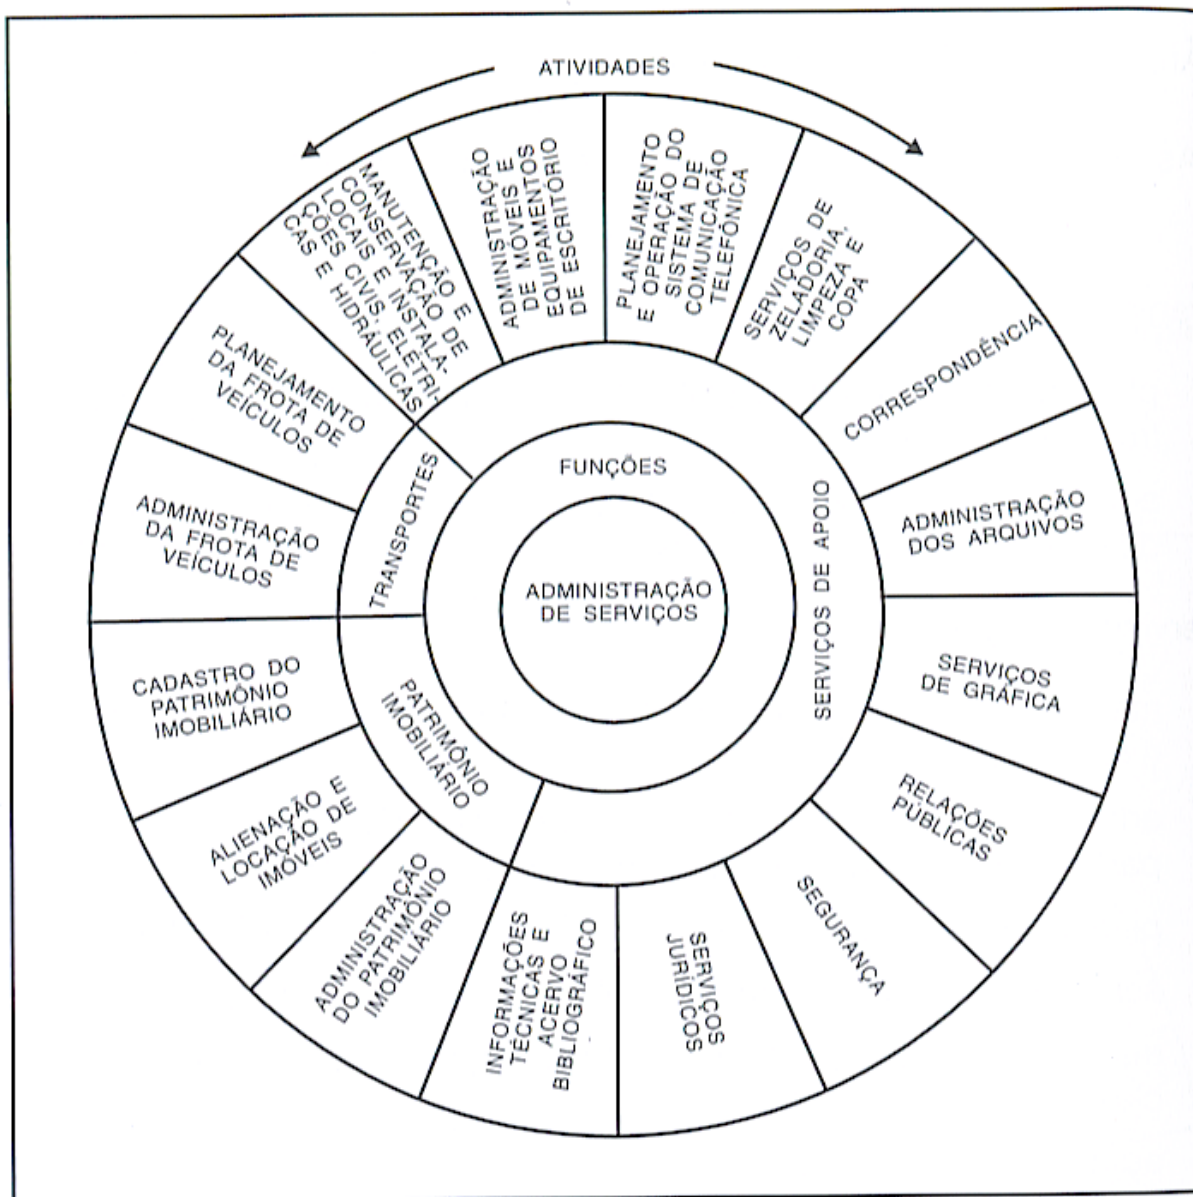 ATIVIDADES
MANUTENÇÃO E
CONSERVAÇÃO DE
LOCAIS E INSTALA-
ÇÕES CIVIS, ELÉTRI-
CAS E HIDRÁULICAS
ADMINISTRAÇÃO
DE MÓVEIS E
EQUIPAMENTOS
DE ESCRITÓRIO
PLANEJAMENTO
E OPERAÇÃO DO
SISTEMA DE
COMUNICAÇÃO
TELEFÔNICA
SERVIÇOS DE
ZELADORIA,
LIMPEZA E
COPA
CORRESPONDÊNCIA
ADMINISTRAÇÃO
DOS ARQUIVOS
SERVIÇOS
DE GRÁFICA
RELAÇÕES
PÚBLICAS
SEGURANÇA
SERVIÇOS
JURÍDICOS
INFORMAÇÕES
TÉCNICAS E
ACERVO
BIBLIOGRÁFICO
ADMINISTRAÇÃO
DO PATRIMÔNIO
IMOBILIÁRIO
ALIENAÇÃO E
LOCAÇÃO DE
IMÓVEIS
CADASTRO DO
PATRIMÔNIO
IMOBILIÁRIO
ADMINISTRAÇÃO
DA FROTA DE
VEÍCULOS
PLANEJAMENTO
DA FROTA DE
VEÍCULOS
TRANSPORTES
PATRIMÔNIO
IMOBILIÁRIO
SERVIÇOS DE APOIO
FUNÇÕES
ADMINISTRAÇÃO
DE SERVIÇOS